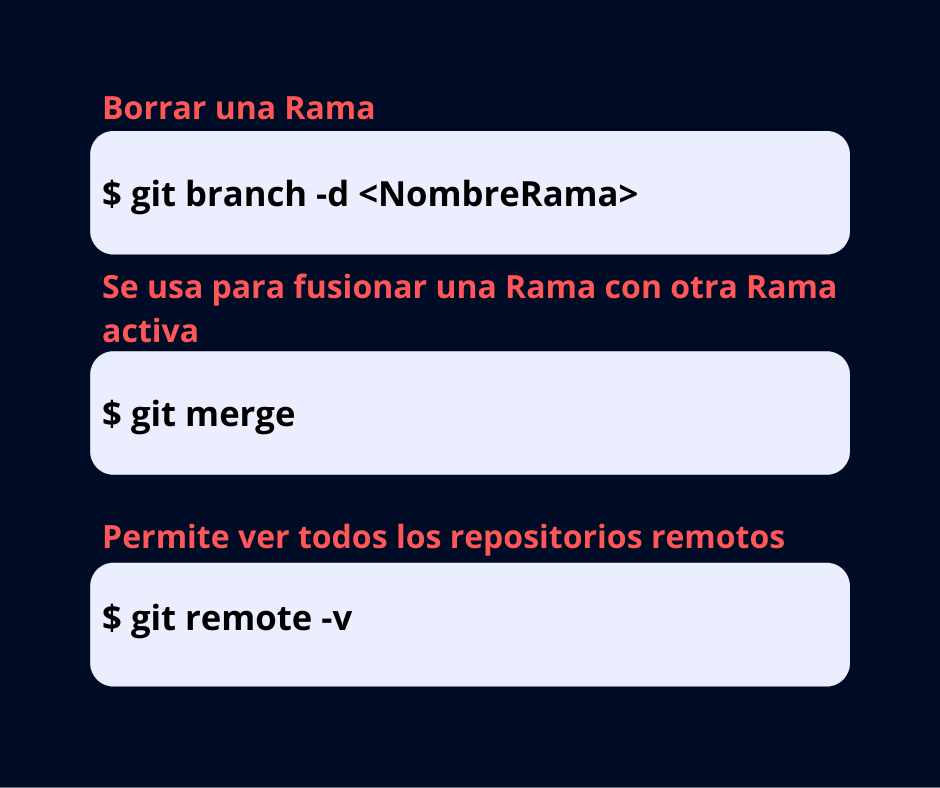 Borrar una Rama
$ git branch -d <NombreRama>
Se usa para fusionar una Rama con otra Rama
activa
$ git merge
Permite ver todos los repositorios remotos
$ git remote -v